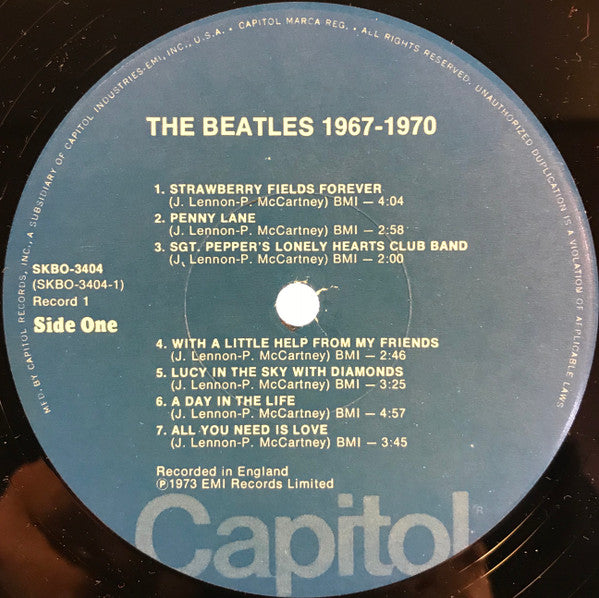 MFD. BY CAPITOL RECORDS, INC., A SUBSIDIARY OF CAPITOL INDUSTRIES-EMI, INC., U.S.A. • CAPITOL MARCA REG. • ALL RIGHTS RESERVED. UNAUTHORIZED DUPLICATION IS A VIOLATION OF APPLICABLE LAWS
THE BEATLES 1967-1970
1. STRAWBERRY FIELDS FOREVER
(J. Lennon-P. McCartney) BMI — 4:04
2. PENNY LANE
(J. Lennon-P. McCartney) BMI — 2:58
3. SGT. PEPPER'S LONELY HEARTS CLUB BAND
(J. Lennon-P. McCartney) BMI — 2:00
SKBO-3404
(SKBO-3404-1)
Record 1
Side One
4. WITH A LITTLE HELP FROM MY FRIENDS
(J. Lennon-P. McCartney) BMI — 2:46
5. LUCY IN THE SKY WITH DIAMONDS
(J. Lennon-P. McCartney) BMI — 3:25
6. A DAY IN THE LIFE
(J. Lennon-P. McCartney) BMI — 4:57
7. ALL YOU NEED IS LOVE
(J. Lennon-P. McCartney) BMI — 3:45
Recorded in England
℗1973 EMI Records Limited
Capitol®